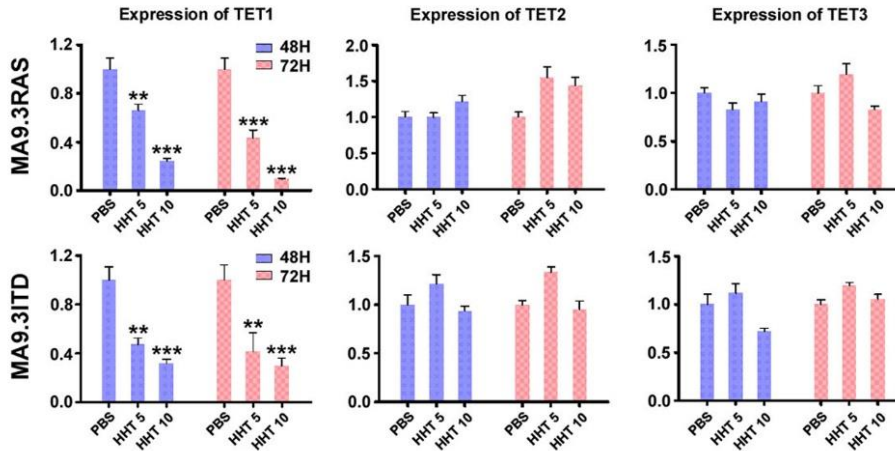 Expression of TET1
Expression of TET2
Expression of TET3
MA9.3RAS
1.2
0.8
0.4
0.0
48H
72H
**
***
***
***
PBS
HHT 5
HHT 10
PBS
HHT 5
HHT 10
2.0
1.5
1.0
0.5
0.0
PBS
HHT 5
HHT 10
PBS
HHT 5
HHT 10
1.5
1.0
0.5
0.0
PBS
HHT 5
HHT 10
PBS
HHT 5
HHT 10
MA9.3ITD
1.2
0.8
0.4
0.0
48H
72H
**
***
**
***
PBS
HHT 5
HHT 10
PBS
HHT 5
HHT 10
1.5
1.0
0.5
0.0
PBS
HHT 5
HHT 10
PBS
HHT 5
HHT 10
1.5
1.0
0.5
0.0
PBS
HHT 5
HHT 10
PBS
HHT 5
HHT 10